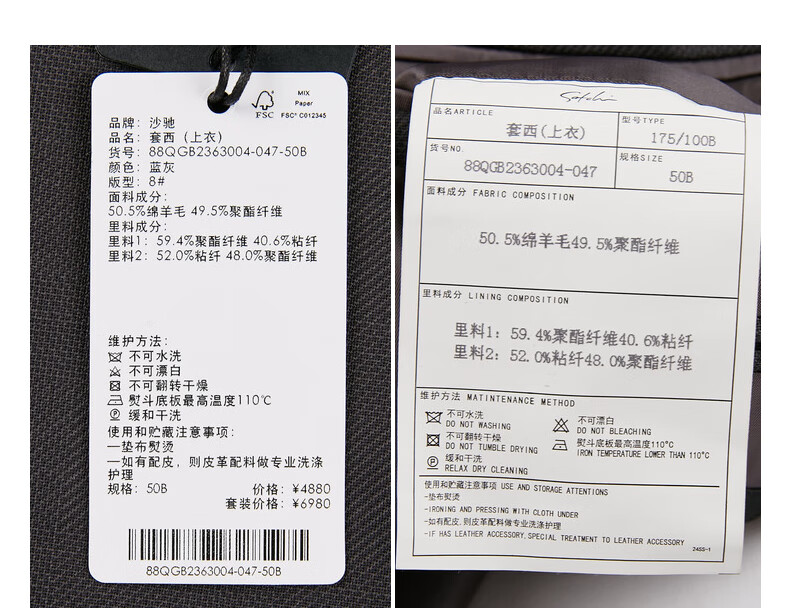 FSC
MIX
Paper
FSC® C012345
品牌：沙驰
品名：套西（上衣）
货号：88QGB2363004-047-50B
颜色：蓝灰
版型：8#
面料成分：
50.5%绵羊毛 49.5%聚酯纤维
里料成分：
里料1：59.4%聚酯纤维 40.6%粘纤
里料2：52.0%粘纤 48.0%聚酯纤维
维护方法：
不可水洗
不可漂白
不可翻转干燥
熨斗底板最高温度110℃
缓和干洗
使用和贮藏注意事项：
—垫布熨烫
—如有配皮，则皮革配料做专业洗涤
护理
规格：50B 价格：¥4880
套装价格：¥6980
88QGB2363004-047-50B
Satchi
品名ARTICLE
套西(上衣)
型号TYPE
175/100B
货号NO.
88QGB2363004-047
规格SIZE
50B
面料成分 FABRIC COMPOSITION
50.5%绵羊毛49.5%聚酯纤维
里料成分 LINING COMPOSITION
里料1：59.4%聚酯纤维40.6%粘纤
里料2：52.0%粘纤48.0%聚酯纤维
维护方法 MATINTENANCE METHOD
不可水洗
DO NOT WASHING
不可漂白
DO NOT BLEACHING
不可翻转干燥
DO NOT TUMBLE DRYING
熨斗底板最高温度110°C
IRON TEMPERATURE LOWER THAN 110°C
缓和干洗
RELAX DRY CLEANING
使用和贮藏注意事项 USE AND STORAGE ATTENTIONS
-垫布熨烫
-IRONING AND PRESSING WITH CLOTH UNDER
-如有配皮,则皮革配料做专业洗涤护理
-IF HAS LEATHER ACCESSORY,SPECIAL TREATMENT TO LEATHER ACCESSORY
24SS-1